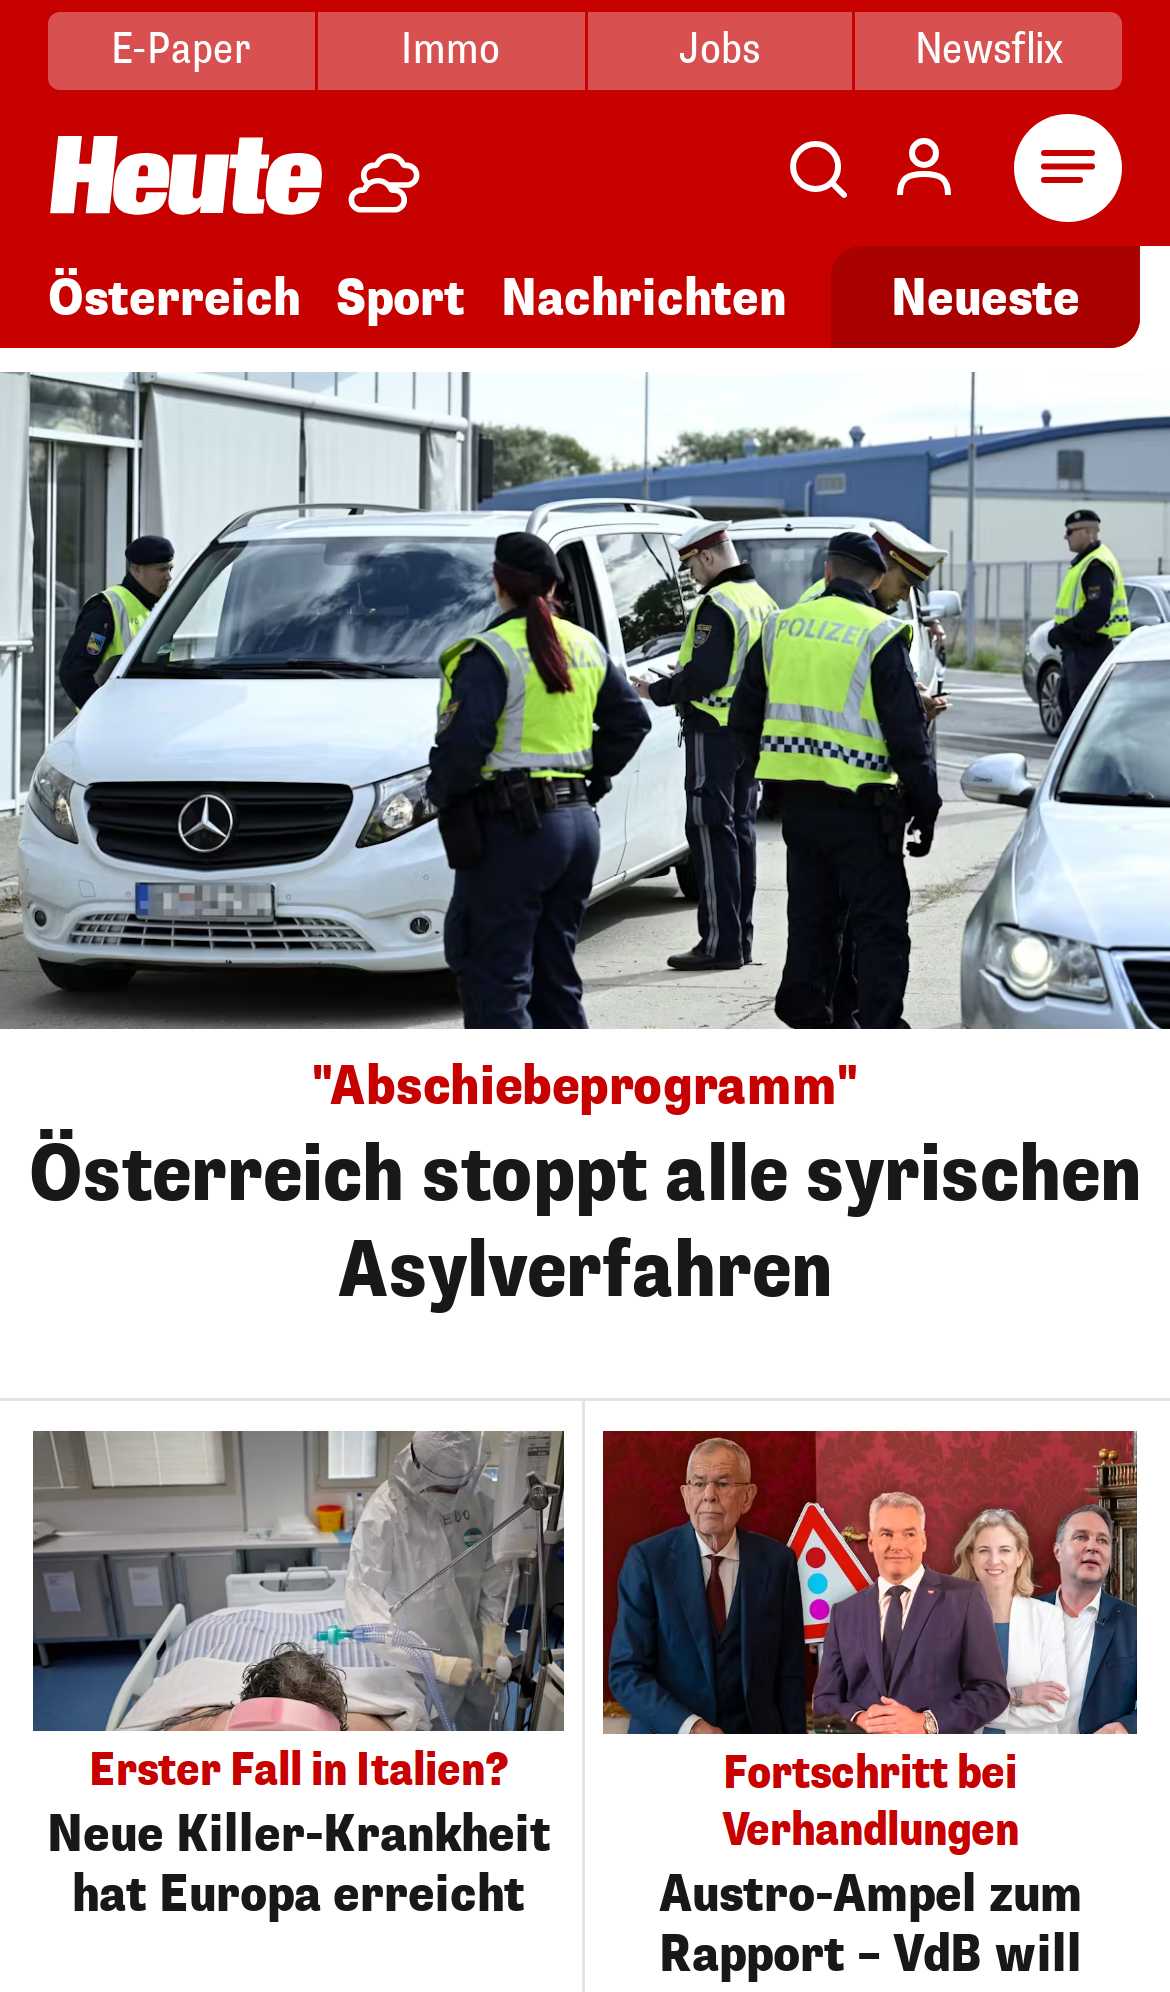 E-Paper
Immo
Jobs
Newsflix
Heute
Österreich
Sport
Nachrichten
Neueste
POLIZEI
"Abschiebeprogramm"
Österreich stoppt alle syrischen
Asylverfahren
Erster Fall in Italien?
Neue Killer-Krankheit
hat Europa erreicht
Fortschritt bei
Verhandlungen
Austro-Ampel zum
Rapport – VdB will